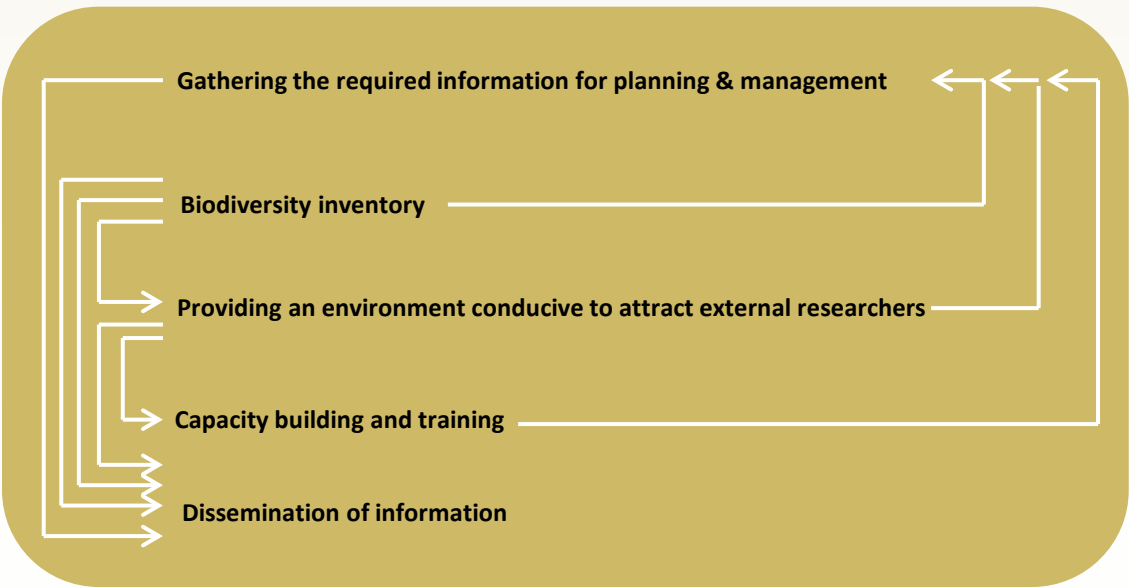 Gathering the required information for planning & management
Biodiversity inventory
Providing an environment conducive to attract external researchers
Capacity building and training
Dissemination of information